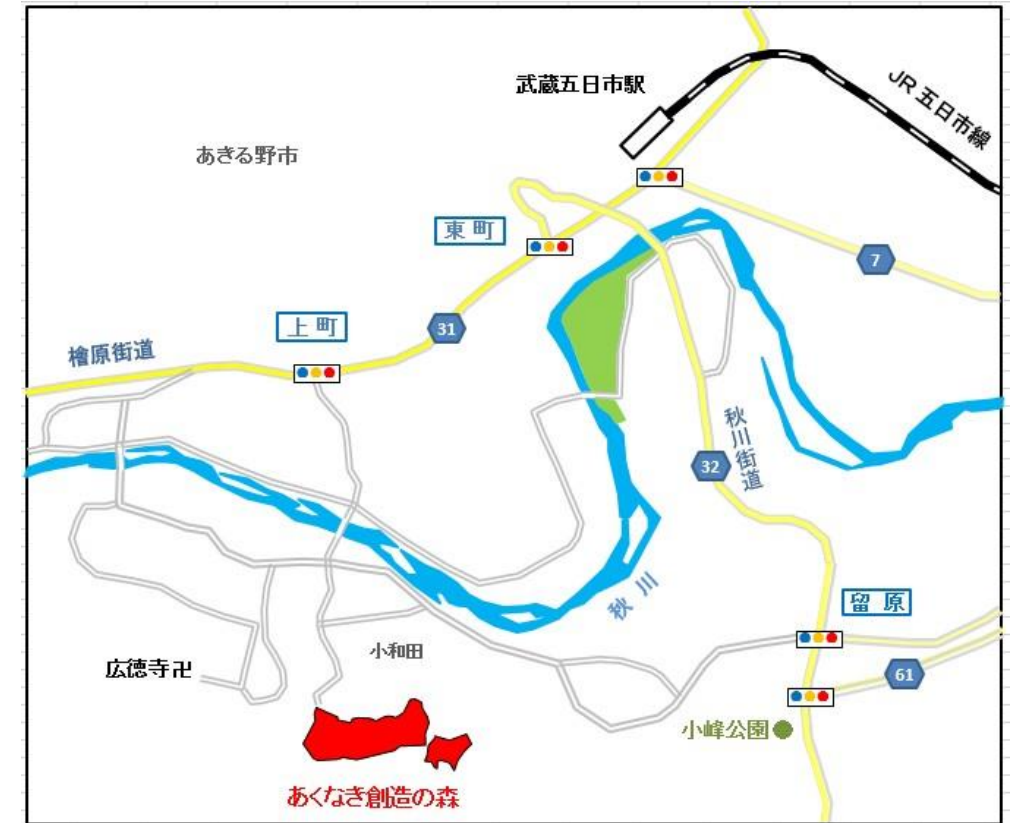 武蔵五日市駅
JR 五日市線
あきる野市
東 町
7
上 町
31
檜原街道
秋川街道
32
秋 川
留 原
小和田
広徳寺卍
61
小峰公園
あくなき創造の森